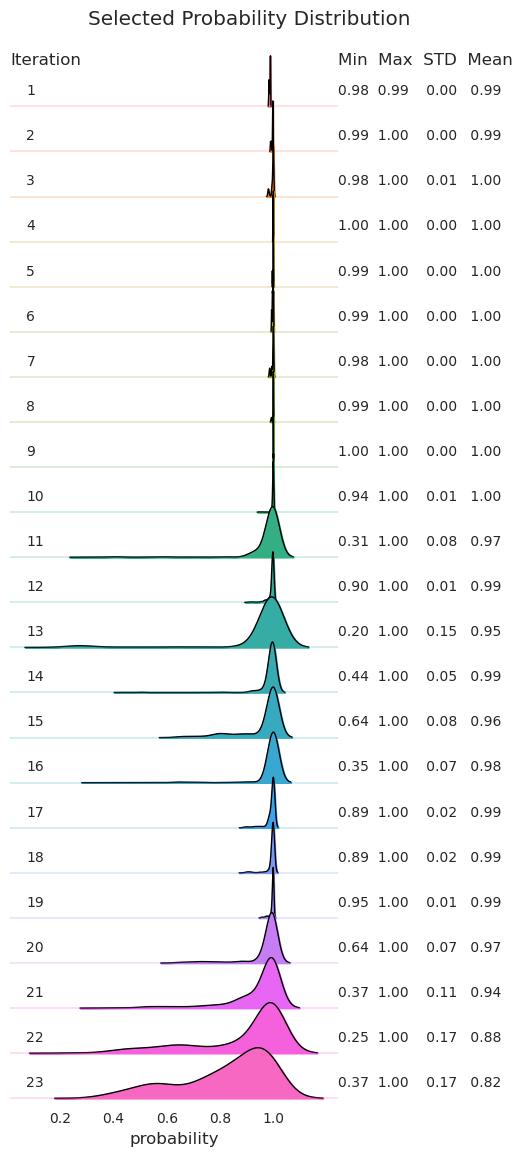 Selected Probability Distribution
Iteration Min Max STD Mean
1 0.98 0.99 0.00 0.99
2 0.99 1.00 0.00 0.99
3 0.98 1.00 0.01 1.00
4 1.00 1.00 0.00 1.00
5 0.99 1.00 0.00 1.00
6 0.99 1.00 0.00 1.00
7 0.98 1.00 0.00 1.00
8 0.99 1.00 0.00 1.00
9 1.00 1.00 0.00 1.00
10 0.94 1.00 0.01 1.00
11 0.31 1.00 0.08 0.97
12 0.90 1.00 0.01 0.99
13 0.20 1.00 0.15 0.95
14 0.44 1.00 0.05 0.99
15 0.64 1.00 0.08 0.96
16 0.35 1.00 0.07 0.98
17 0.89 1.00 0.02 0.99
18 0.89 1.00 0.02 0.99
19 0.95 1.00 0.01 0.99
20 0.64 1.00 0.07 0.97
21 0.37 1.00 0.11 0.94
22 0.25 1.00 0.17 0.88
23 0.37 1.00 0.17 0.82
0.2 0.4 0.6 0.8 1.0
probability